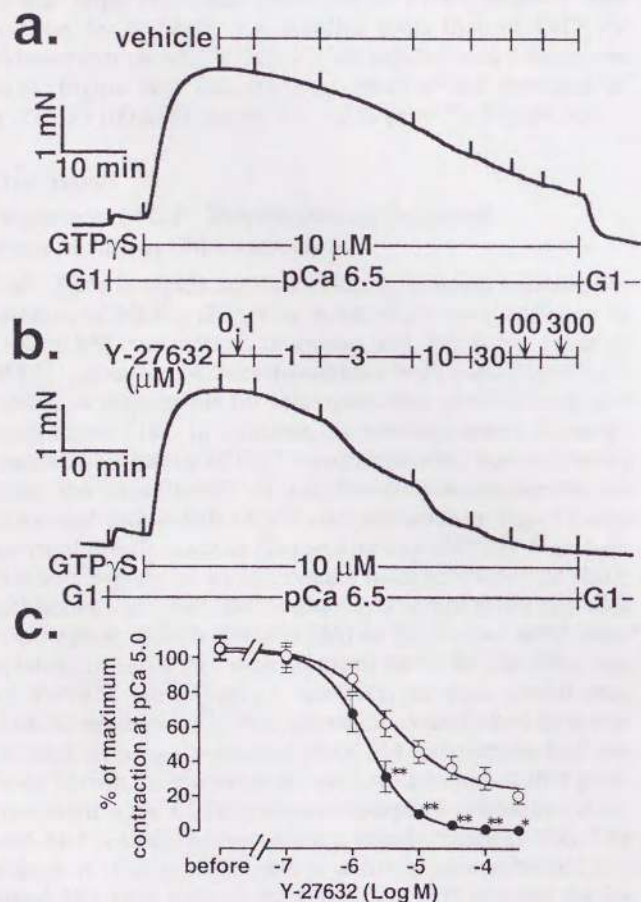 a.
vehicle
1 mN
10 min
GTPγS
10 μM
G1
pCa 6.5
G1
b.
0.1
100 300
Y-27632
(μM)
1
3
10
30
1 mN
10 min
GTPγS
10 μM
G1
pCa 6.5
G1
c.
% of maximum
contraction at pCa 5.0
100
80
60
40
20
0
**
**
**
*
before
-7
-6
-5
-4
Y-27632 (Log M)